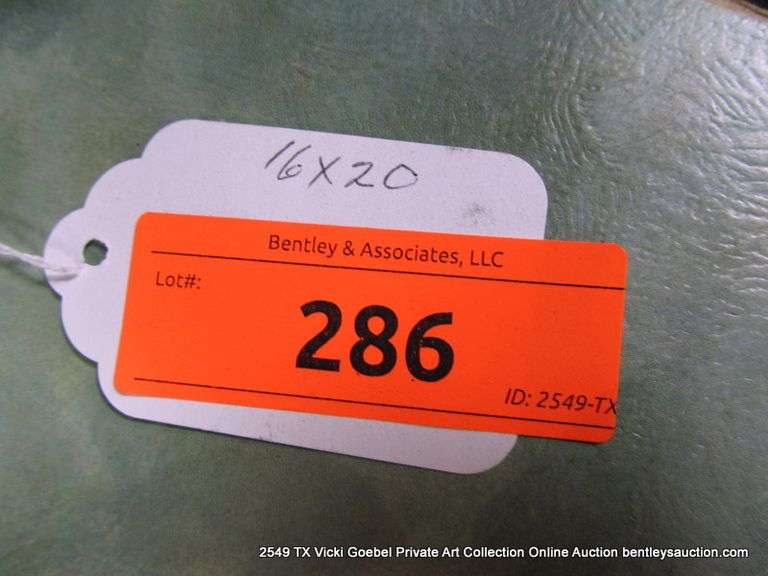 16X20
Bentley & Associates, LLC
Lot#:
286
ID: 2549-TX
2549 TX Vicki Goebel Private Art Collection Online Auction bentleysauction.com